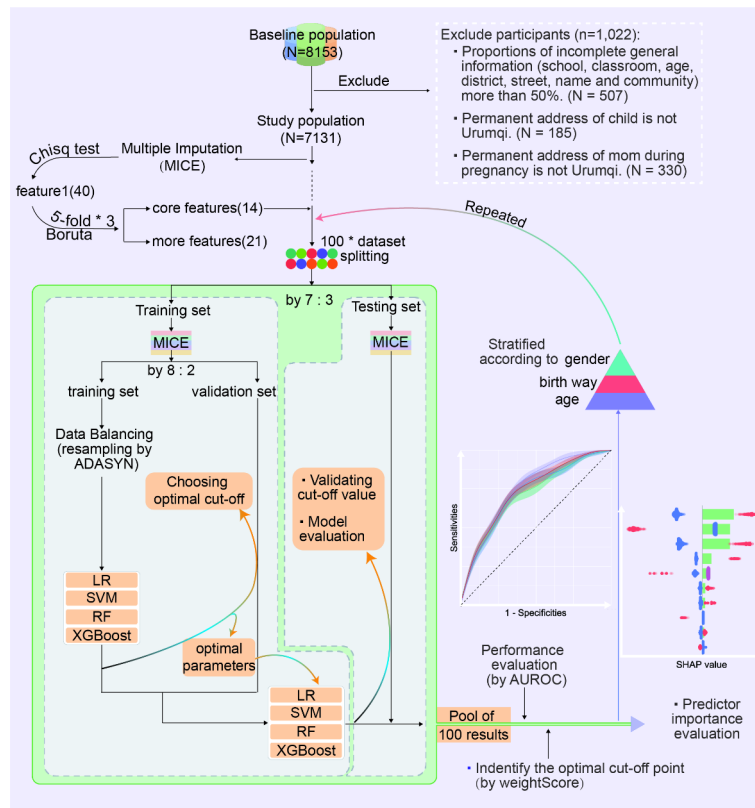 Baseline population
(N=8153)
Exclude
Exclude participants (n=1,022):
▪ Proportions of incomplete general
information (school, classroom, age,
district, street, name and community)
more than 50%. (N = 507)
▪ Permanent address of child is not
Urumqi. (N = 185)
▪ Permanent address of mom during
pregnancy is not Urumqi. (N = 330)
Study population
(N=7131)
Chisq test
Multiple Imputation
(MICE)
feature1(40)
5-fold * 3
Boruta
core features(14)
more features(21)
Repeated
100 * dataset
splitting
by 7 : 3
Training set
Testing set
MICE
MICE
by 8 : 2
training set
validation set
Data Balancing
(resampling by
ADASYN)
Choosing
optimal cut-off
▪ Validating
cut-off value
▪ Model
evaluation
LR
SVM
RF
XGBoost
optimal
parameters
LR
SVM
RF
XGBoost
Stratified
according to gender
birth way
age
Sensitivities
1 - Specificities
SHAP value
Performance
evaluation
(by AUROC)
Pool of
100 results
▪ Predictor
importance
evaluation
▪ Indentify the optimal cut-off point
(by weightScore)